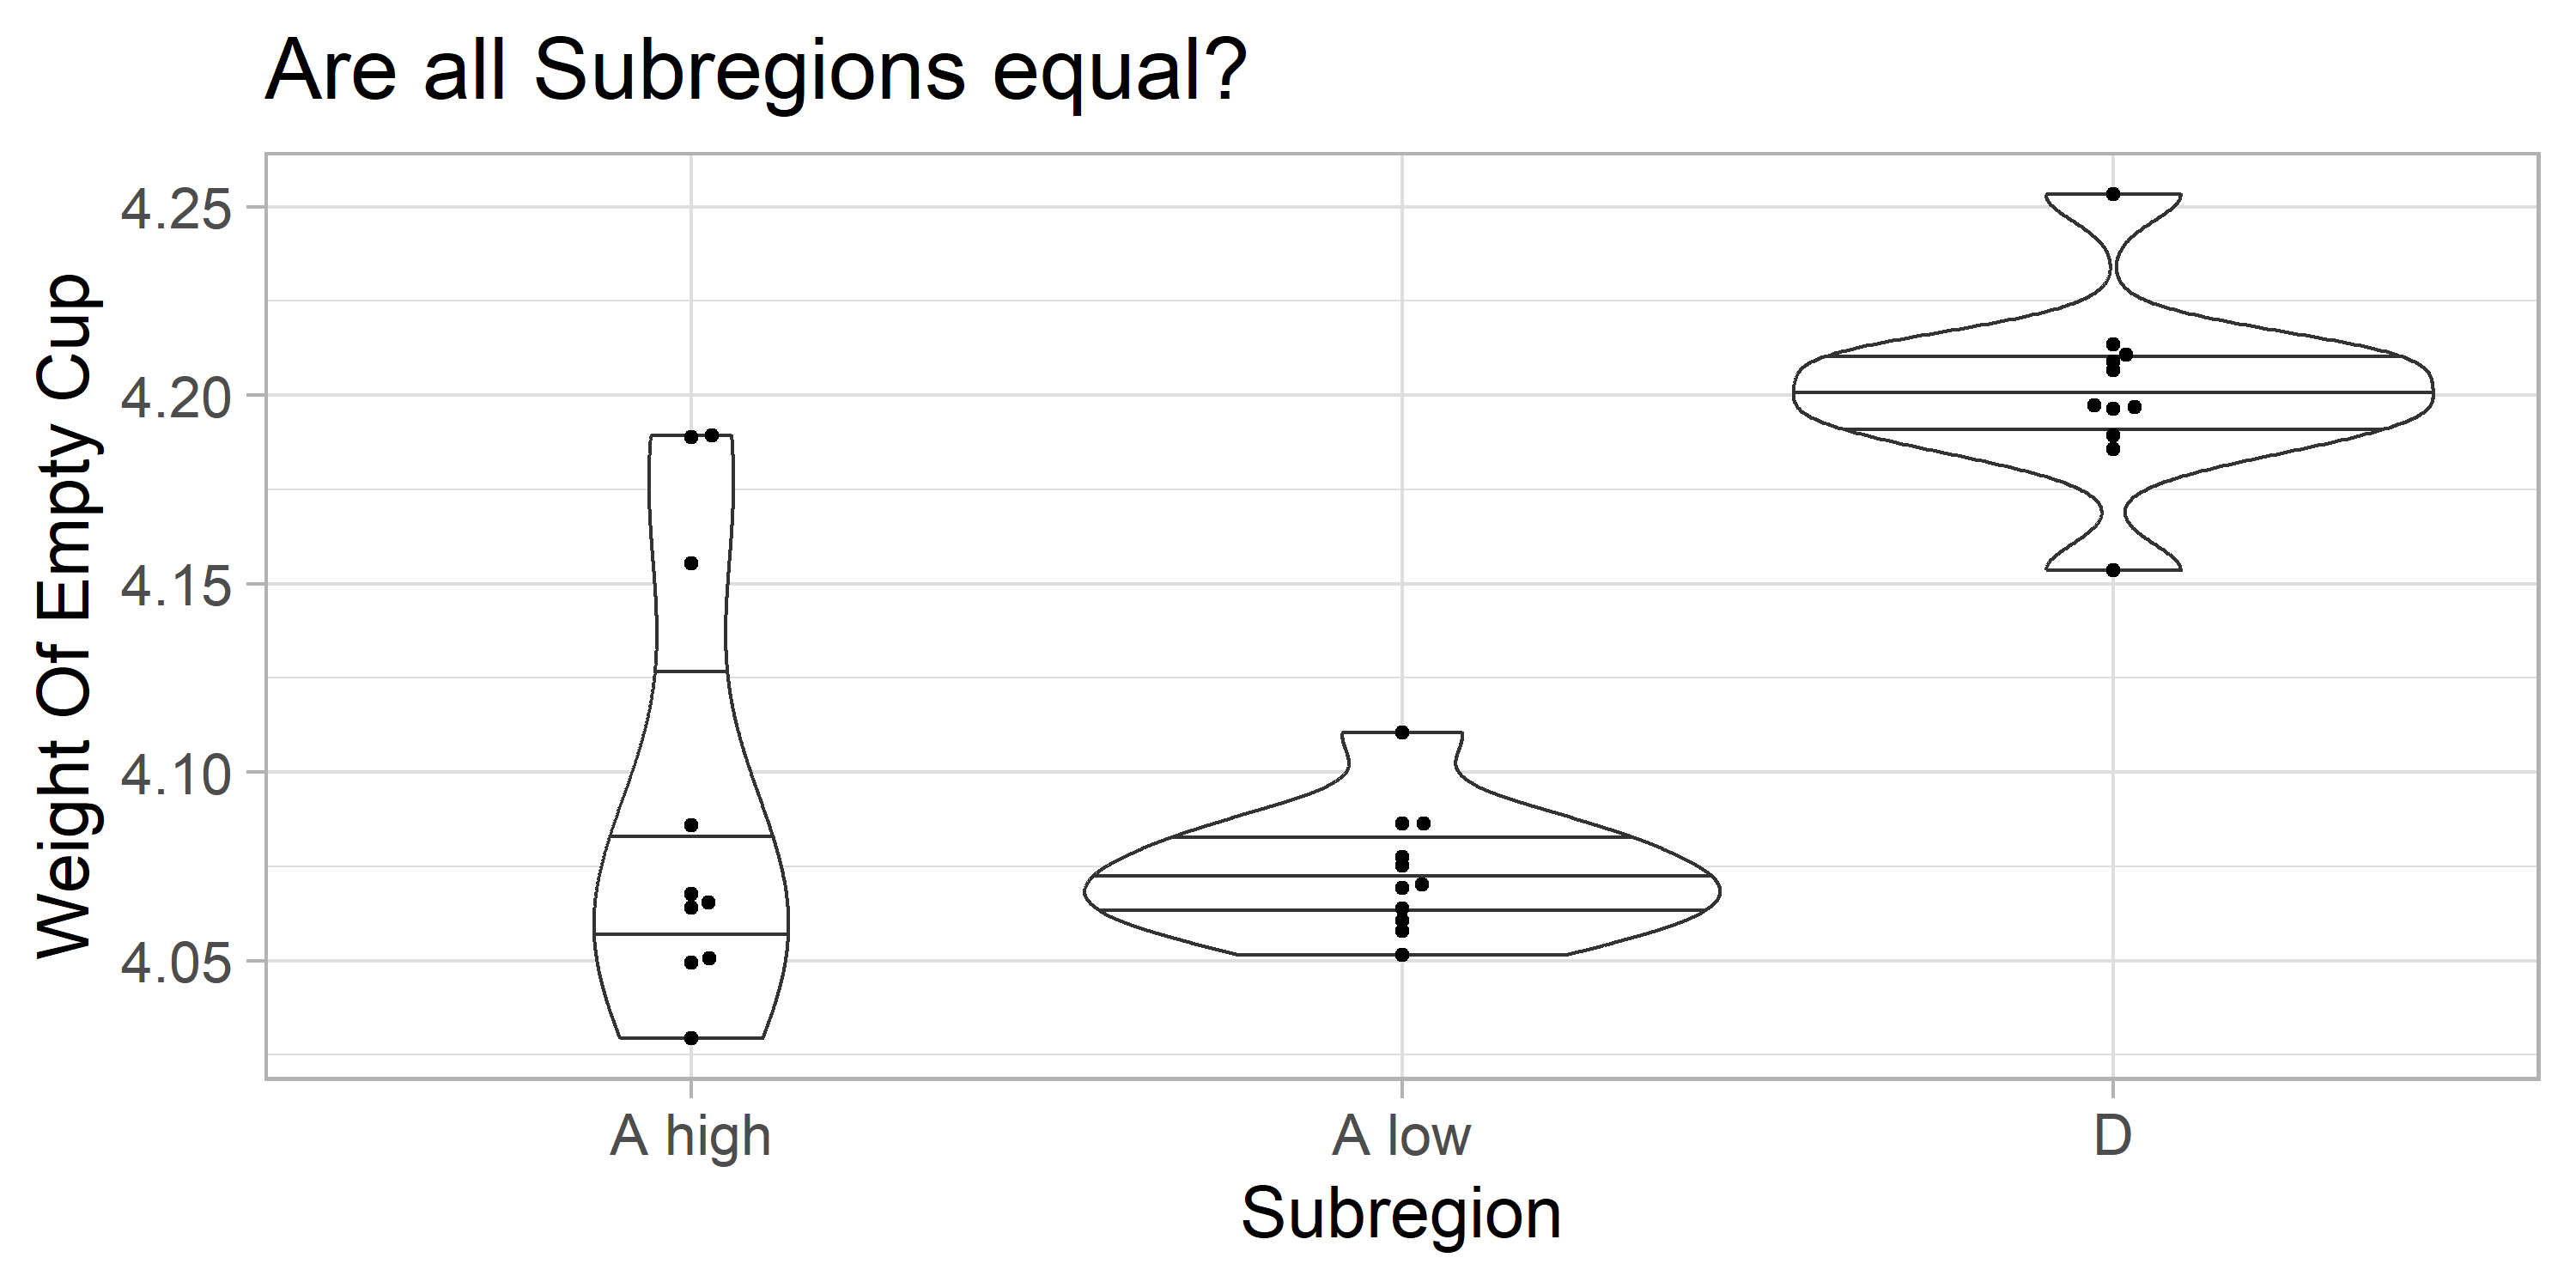 Are all Subregions equal?
Weight Of Empty Cup
4.25
4.20
4.15
4.10
4.05
A high
A low
D
Subregion